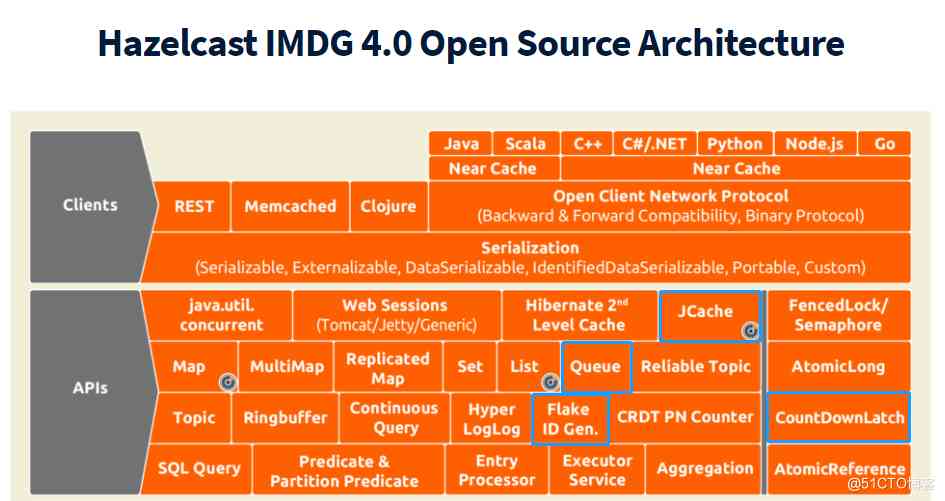 Hazelcast IMDG 4.0 Open Source Architecture
Java Scala C++ C#/.NET Python Node.js Go
Near Cache Near Cache
Clients
REST Memcached Clojure
Open Client Network Protocol
(Backward & Forward Compatibility, Binary Protocol)
Serialization
(Serializable, Externalizable, DataSerializable, IdentifiedDataSerializable, Portable, Custom)
APIs
java.util.
concurrent
Web Sessions
(Tomcat/Jetty/Generic)
Hibernate 2nd
Level Cache
JCache
FencedLock/
Semaphore
Map MultiMap
Replicated
Map
Set List Queue Reliable Topic AtomicLong
Topic Ringbuffer
Continuous
Query
Hyper
LogLog
Flake
ID Gen.
CRDT PN Counter CountDownLatch
SQL Query
Predicate &
Partition Predicate
Entry
Processor
Executor
Service
Aggregation AtomicReference
@51CTO博客